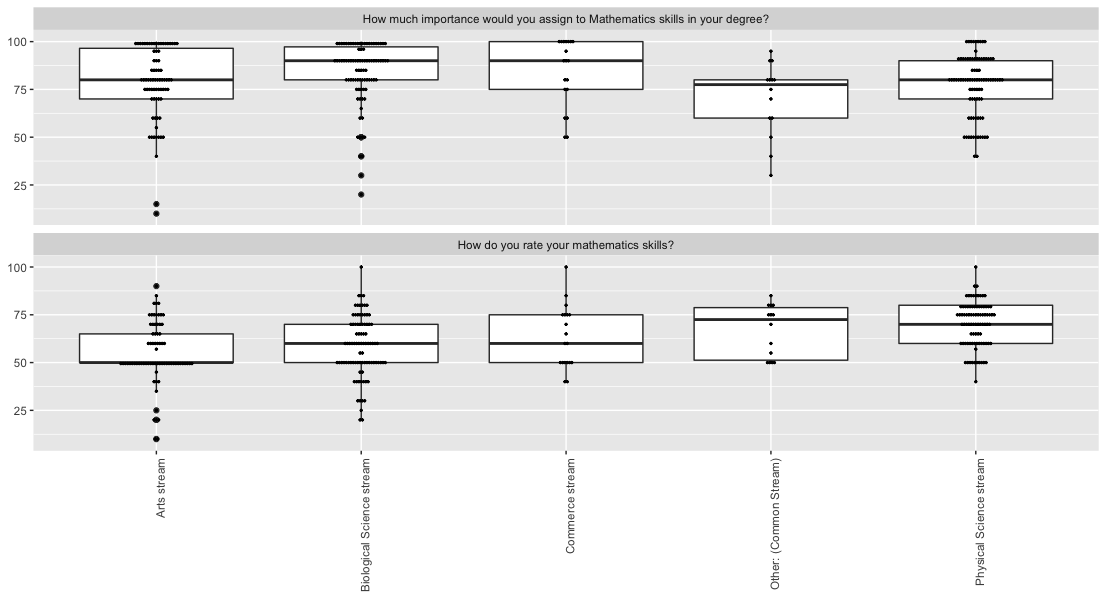 How much importance would you assign to Mathematics skills in your degree?
100
75
50
25
How do you rate your mathematics skills?
100
75
50
25
Arts stream
Biological Science stream
Commerce stream
Other: (Common Stream)
Physical Science stream